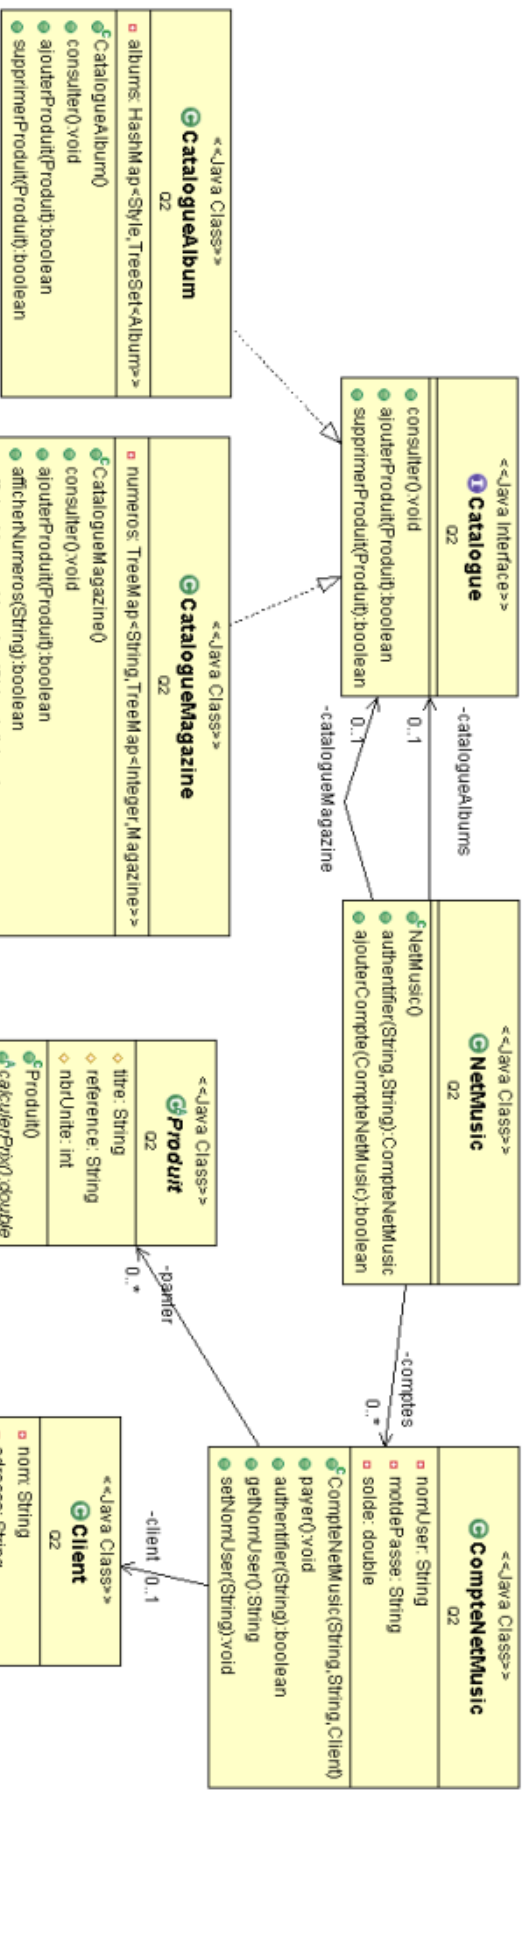 <<Java Interface>>
Catalogue
Q2
consulter():void
ajouterProduit(Produit):boolean
supprimerProduit(Produit):boolean
-catalogueAlbums
0..1
0..1
-catalogueMagazine
<<Java Class>>
NetMusic
Q2
NetMusic()
authentifier(String,String):CompteNetMusic
ajouterCompte(CompteNetMusic):boolean
-comptes
0..*
<<Java Class>>
CompteNetMusic
Q2
nomUser: String
motdePasse: String
solde: double
CompteNetMusic(String,String,Client)
payer():void
authentifier(String):boolean
getNomUser():String
setNomUser(String):void
<<Java Class>>
CatalogueAlbum
Q2
albums: HashMap<Style,TreeSet<Album>>
CatalogueAlbum()
consulter():void
ajouterProduit(Produit):boolean
supprimerProduit(Produit):boolean
<<Java Class>>
CatalogueMagazine
Q2
numeros: TreeMap<String,TreeMap<Integer,Magazine>>
CatalogueMagazine()
consulter():void
ajouterProduit(Produit):boolean
afficherNumeros(String):boolean
<<Java Class>>
Produit
Q2
titre: String
reference: String
nbrUnite: int
Produit()
calculerPrix():double
-panier
0..*
-client
0..1
<<Java Class>>
Client
Q2
nom: String